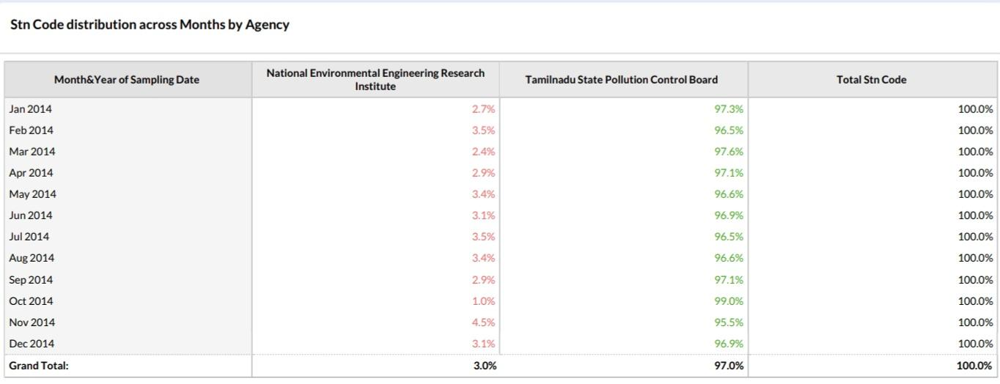 Stn Code distribution across Months by Agency
Month&Year of Sampling Date National Environmental Engineering Research Institute Tamilnadu State Pollution Control Board Total Stn Code
Jan 2014 2.7% 97.3% 100.0%
Feb 2014 3.5% 96.5% 100.0%
Mar 2014 2.4% 97.6% 100.0%
Apr 2014 2.9% 97.1% 100.0%
May 2014 3.4% 96.6% 100.0%
Jun 2014 3.1% 96.9% 100.0%
Jul 2014 3.5% 96.5% 100.0%
Aug 2014 3.4% 96.6% 100.0%
Sep 2014 2.9% 97.1% 100.0%
Oct 2014 1.0% 99.0% 100.0%
Nov 2014 4.5% 95.5% 100.0%
Dec 2014 3.1% 96.9% 100.0%
Grand Total: 3.0% 97.0% 100.0%